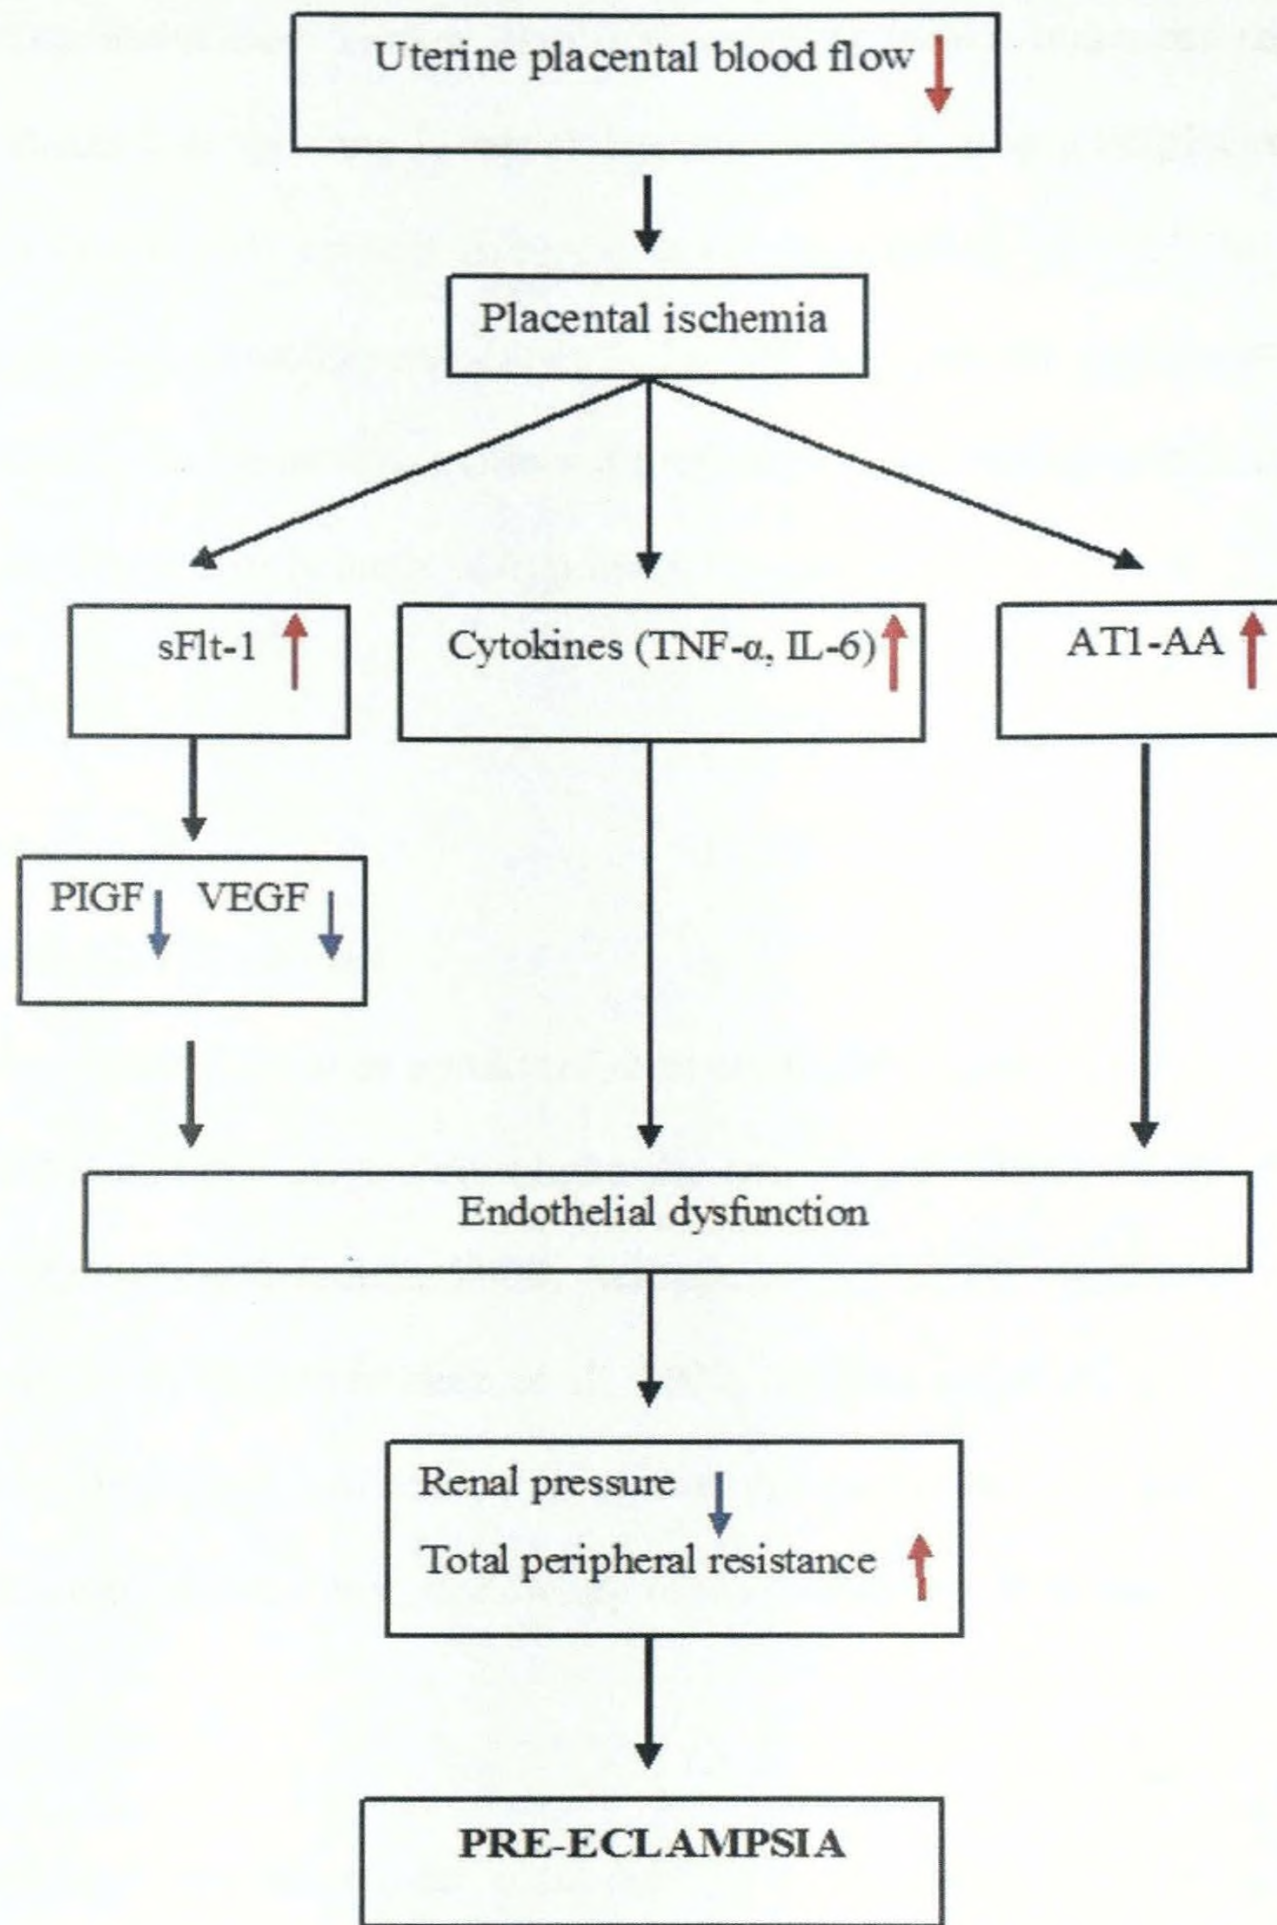 Uterine placental blood flow
Placental ischemia
sFlt-1
Cytokines (TNF-α, IL-6)
AT1-AA
PIGF VEGF
Endothelial dysfunction
Renal pressure
Total peripheral resistance
PRE-ECLAMPSIA